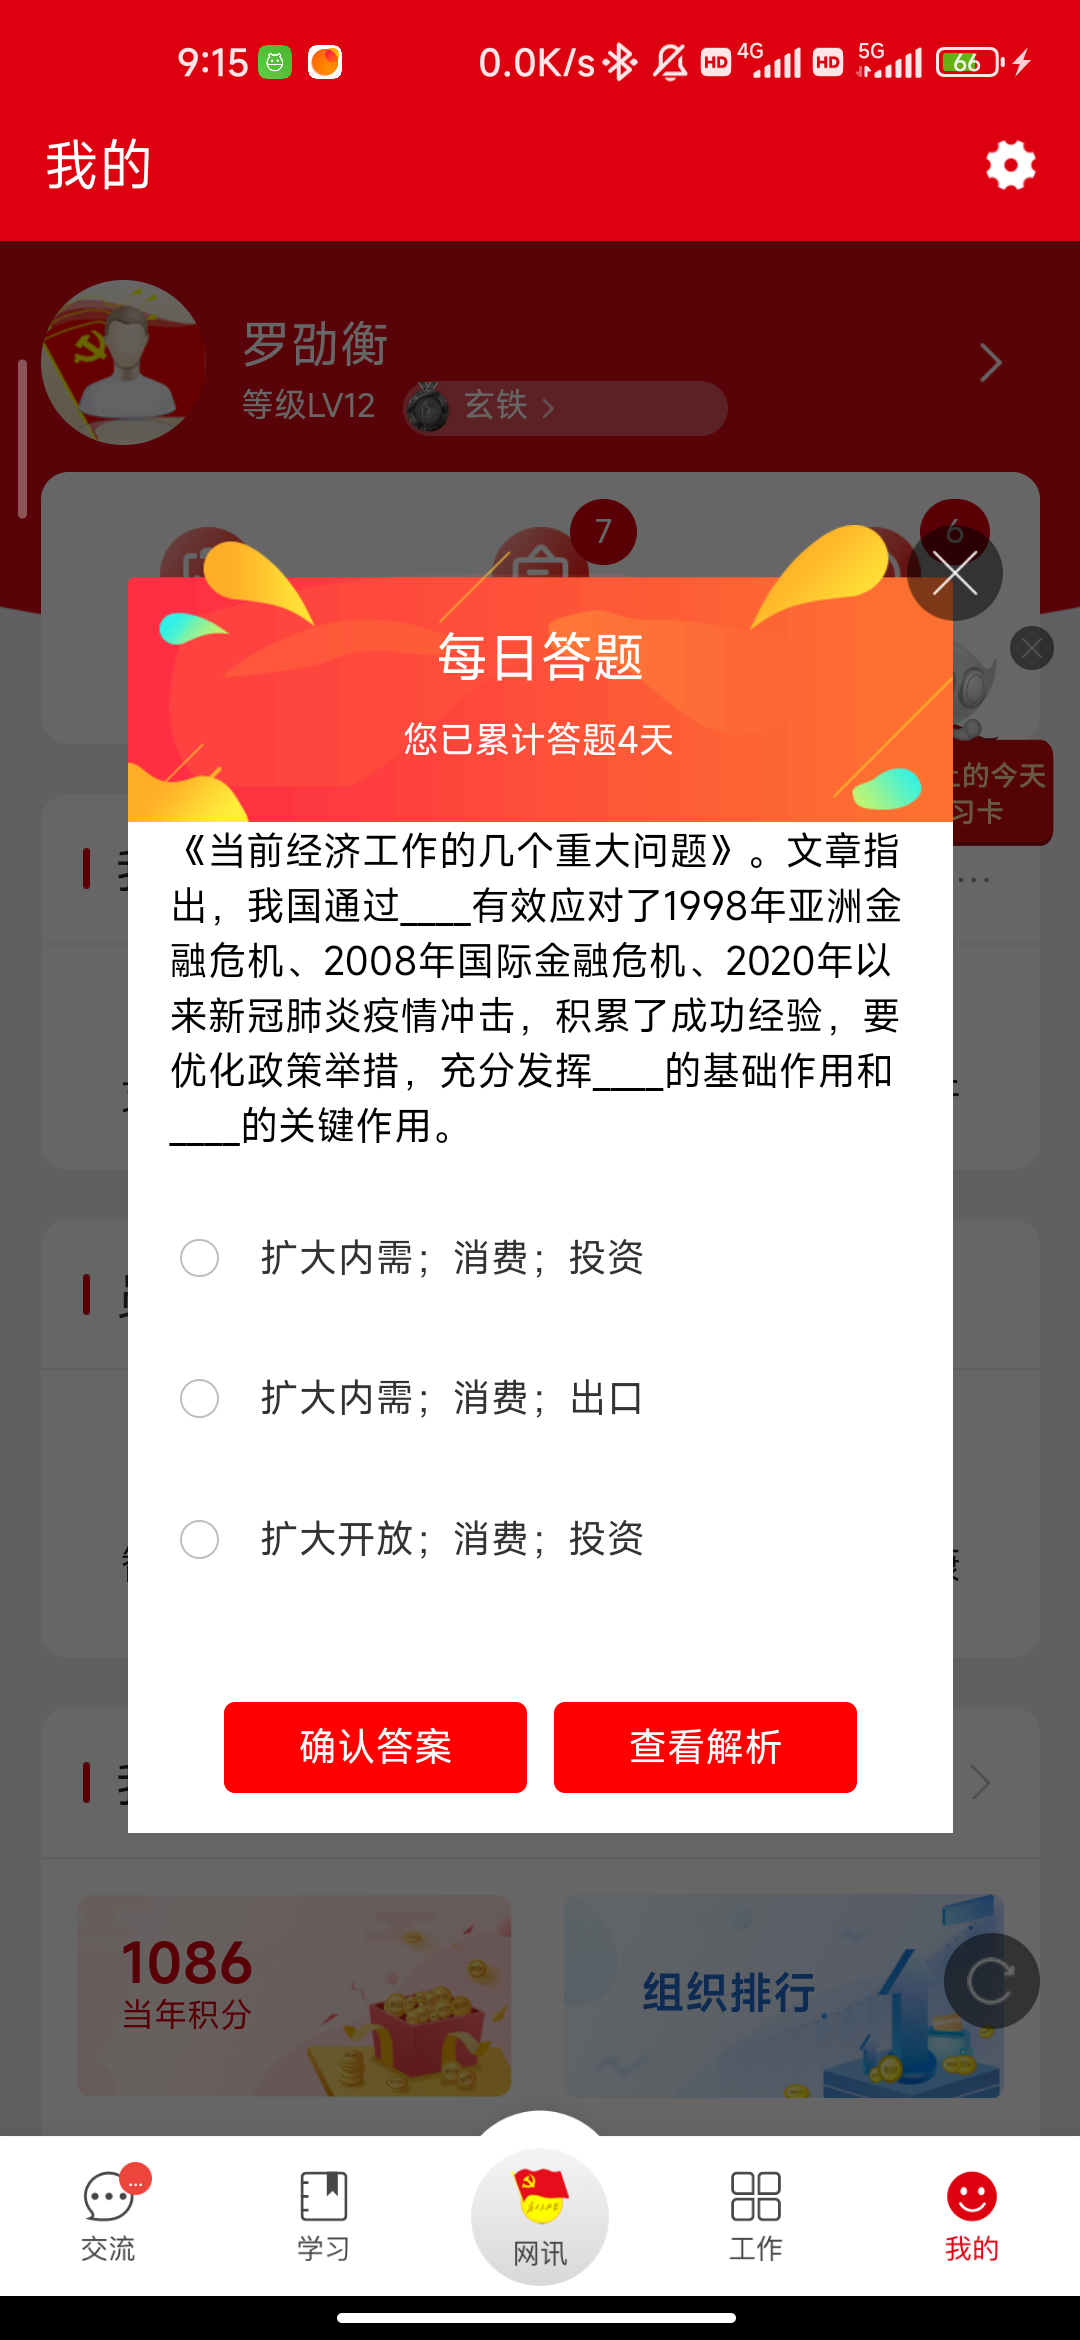 9:15
0.0K/s
HD
4G
HD
5G
66
我的
罗劭衡
等级LV12
玄铁
7
6
每日答题
您已累计答题4天
的今天
习卡
《当前经济工作的几个重大问题》。文章指
出，我国通过____有效应对了1998年亚洲金
融危机、2008年国际金融危机、2020年以
来新冠肺炎疫情冲击，积累了成功经验，要
优化政策举措，充分发挥____的基础作用和
____的关键作用。
扩大内需；消费；投资
扩大内需；消费；出口
扩大开放；消费；投资
确认答案
查看解析
1086
当年积分
组织排行
交流
学习
网讯
工作
我的